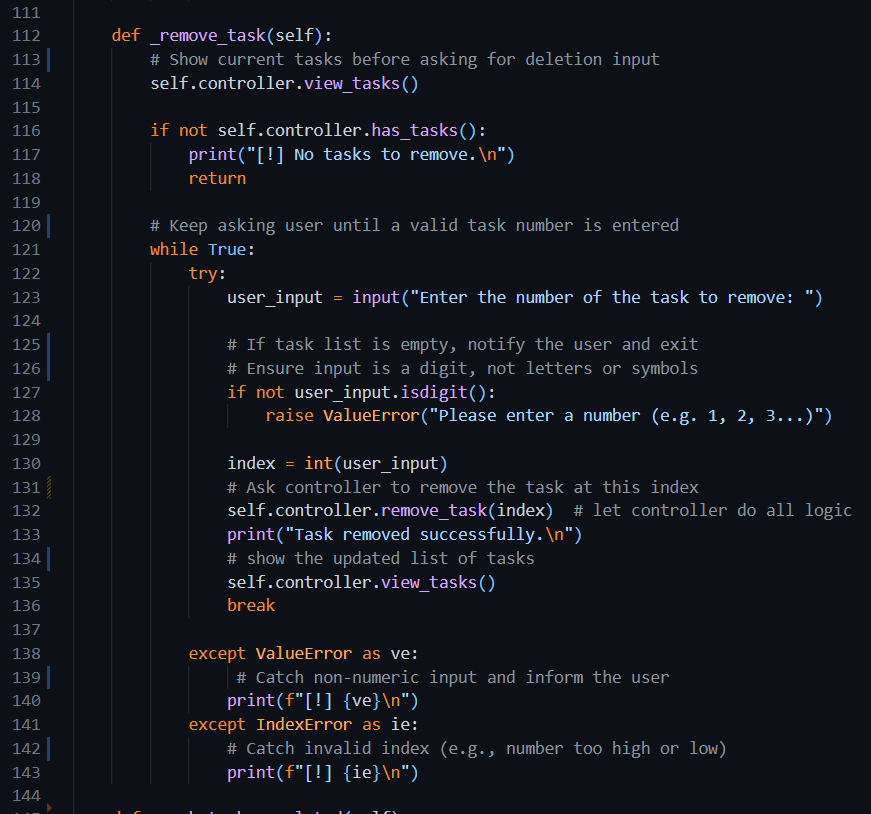 111
112 def _remove_task(self):
113 # Show current tasks before asking for deletion input
114 self.controller.view_tasks()
115
116 if not self.controller.has_tasks():
117 print("[!] No tasks to remove.\n")
118 return
119
120 # Keep asking user until a valid task number is entered
121 while True:
122 try:
123 user_input = input("Enter the number of the task to remove: ")
124
125 # If task list is empty, notify the user and exit
126 # Ensure input is a digit, not letters or symbols
127 if not user_input.isdigit():
128 raise ValueError("Please enter a number (e.g. 1, 2, 3...)")
129
130 index = int(user_input)
131 # Ask controller to remove the task at this index
132 self.controller.remove_task(index)  # let controller do all logic
133 print("Task removed successfully.\n")
134 # show the updated list of tasks
135 self.controller.view_tasks()
136 break
137
138 except ValueError as ve:
139 # Catch non-numeric input and inform the user
140 print(f"[!] {ve}\n")
141 except IndexError as ie:
142 # Catch invalid index (e.g., number too high or low)
143 print(f"[!] {ie}\n")
144